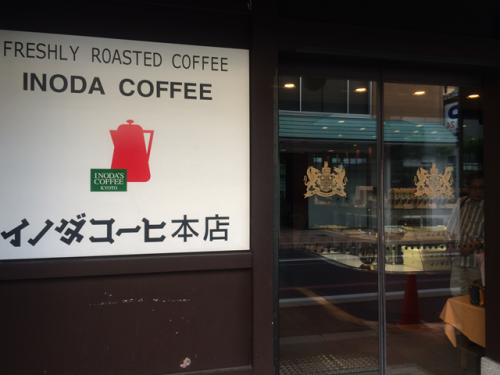 FRESHLY ROASTED COFFEE
INODA COFFEE
INODA'S
COFFEE
KYOTO
イノダコーヒ本店